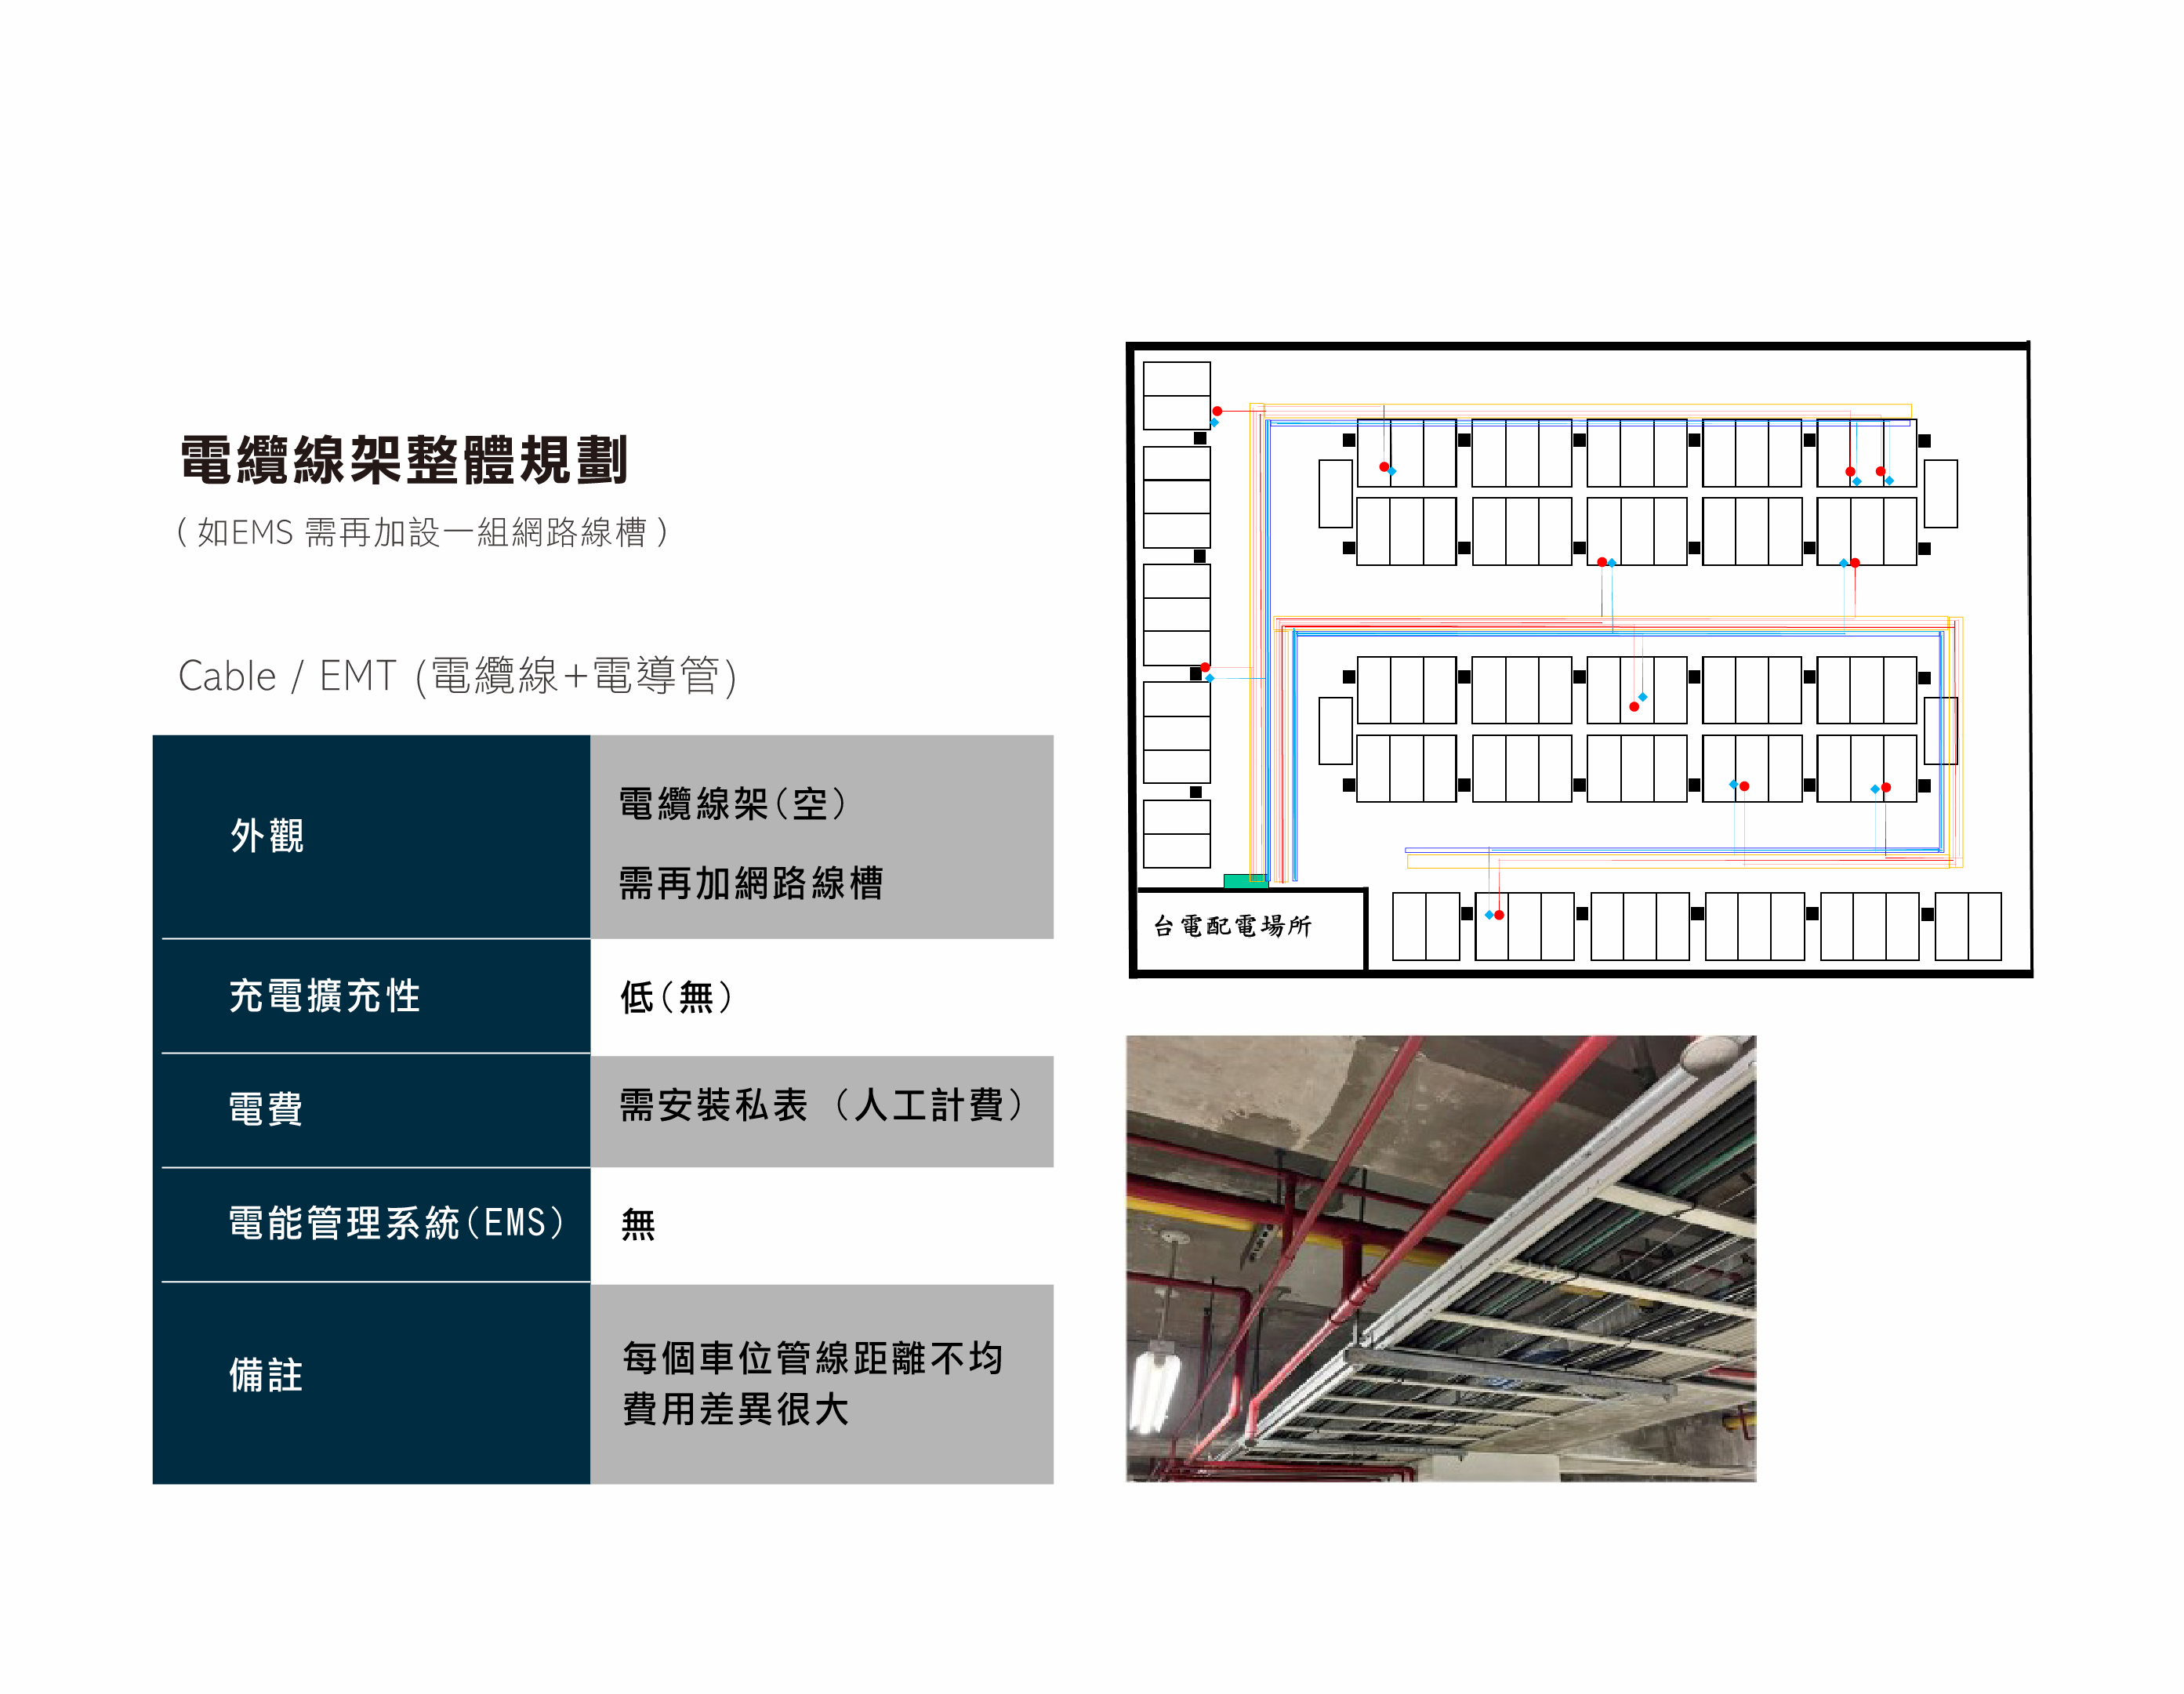 電纜線架整體規劃
（如EMS 需再加設一組網路線槽）
Cable / EMT (電纜線+電導管)
外觀
電纜線架(空)
需再加網路線槽
充電擴充性
低(無)
電費
需安裝私表 (人工計費)
電能管理系統(EMS)
無
備註
每個車位管線距離不均
費用差異很大
台電配電場所